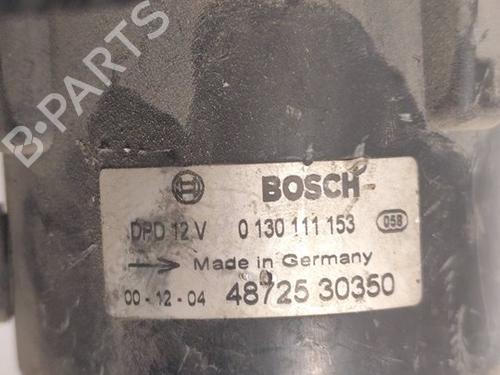 B-PARTS
BOSCH
DPD 12 V 0 130 111 153 058
Made in Germany
00-12-04 48725 30350